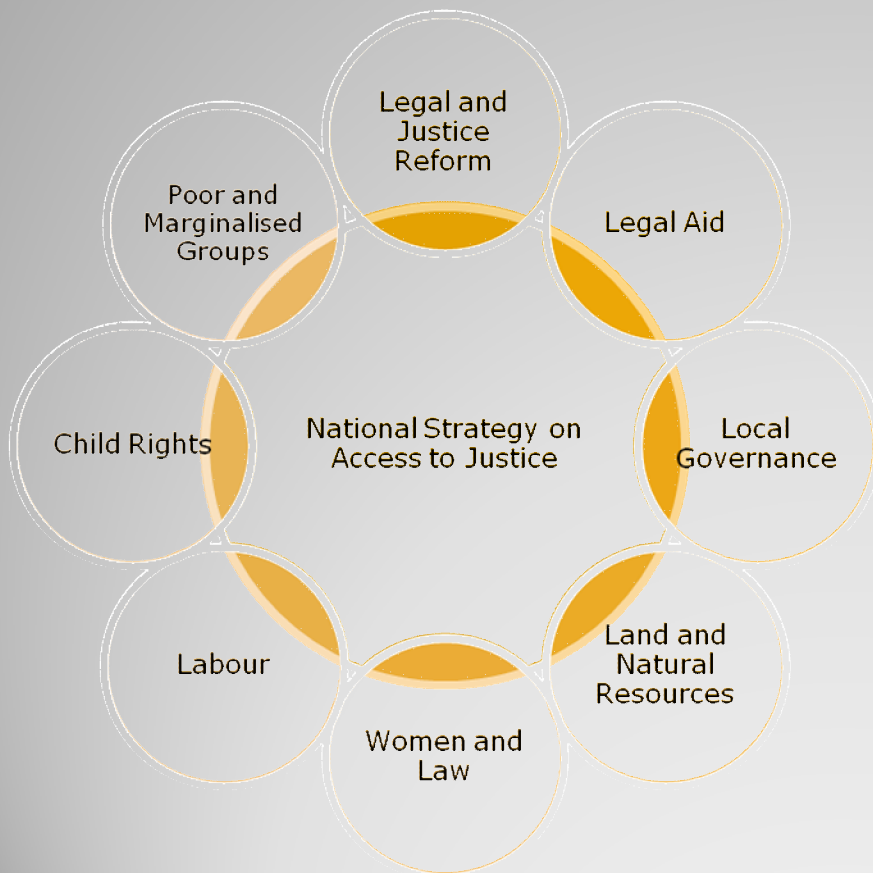 Legal and
Justice
Reform
Poor and
Marginalised
Groups
Legal Aid
Child Rights
National Strategy on
Access to Justice
Local
Governance
Labour
Land and
Natural
Resources
Women and
Law